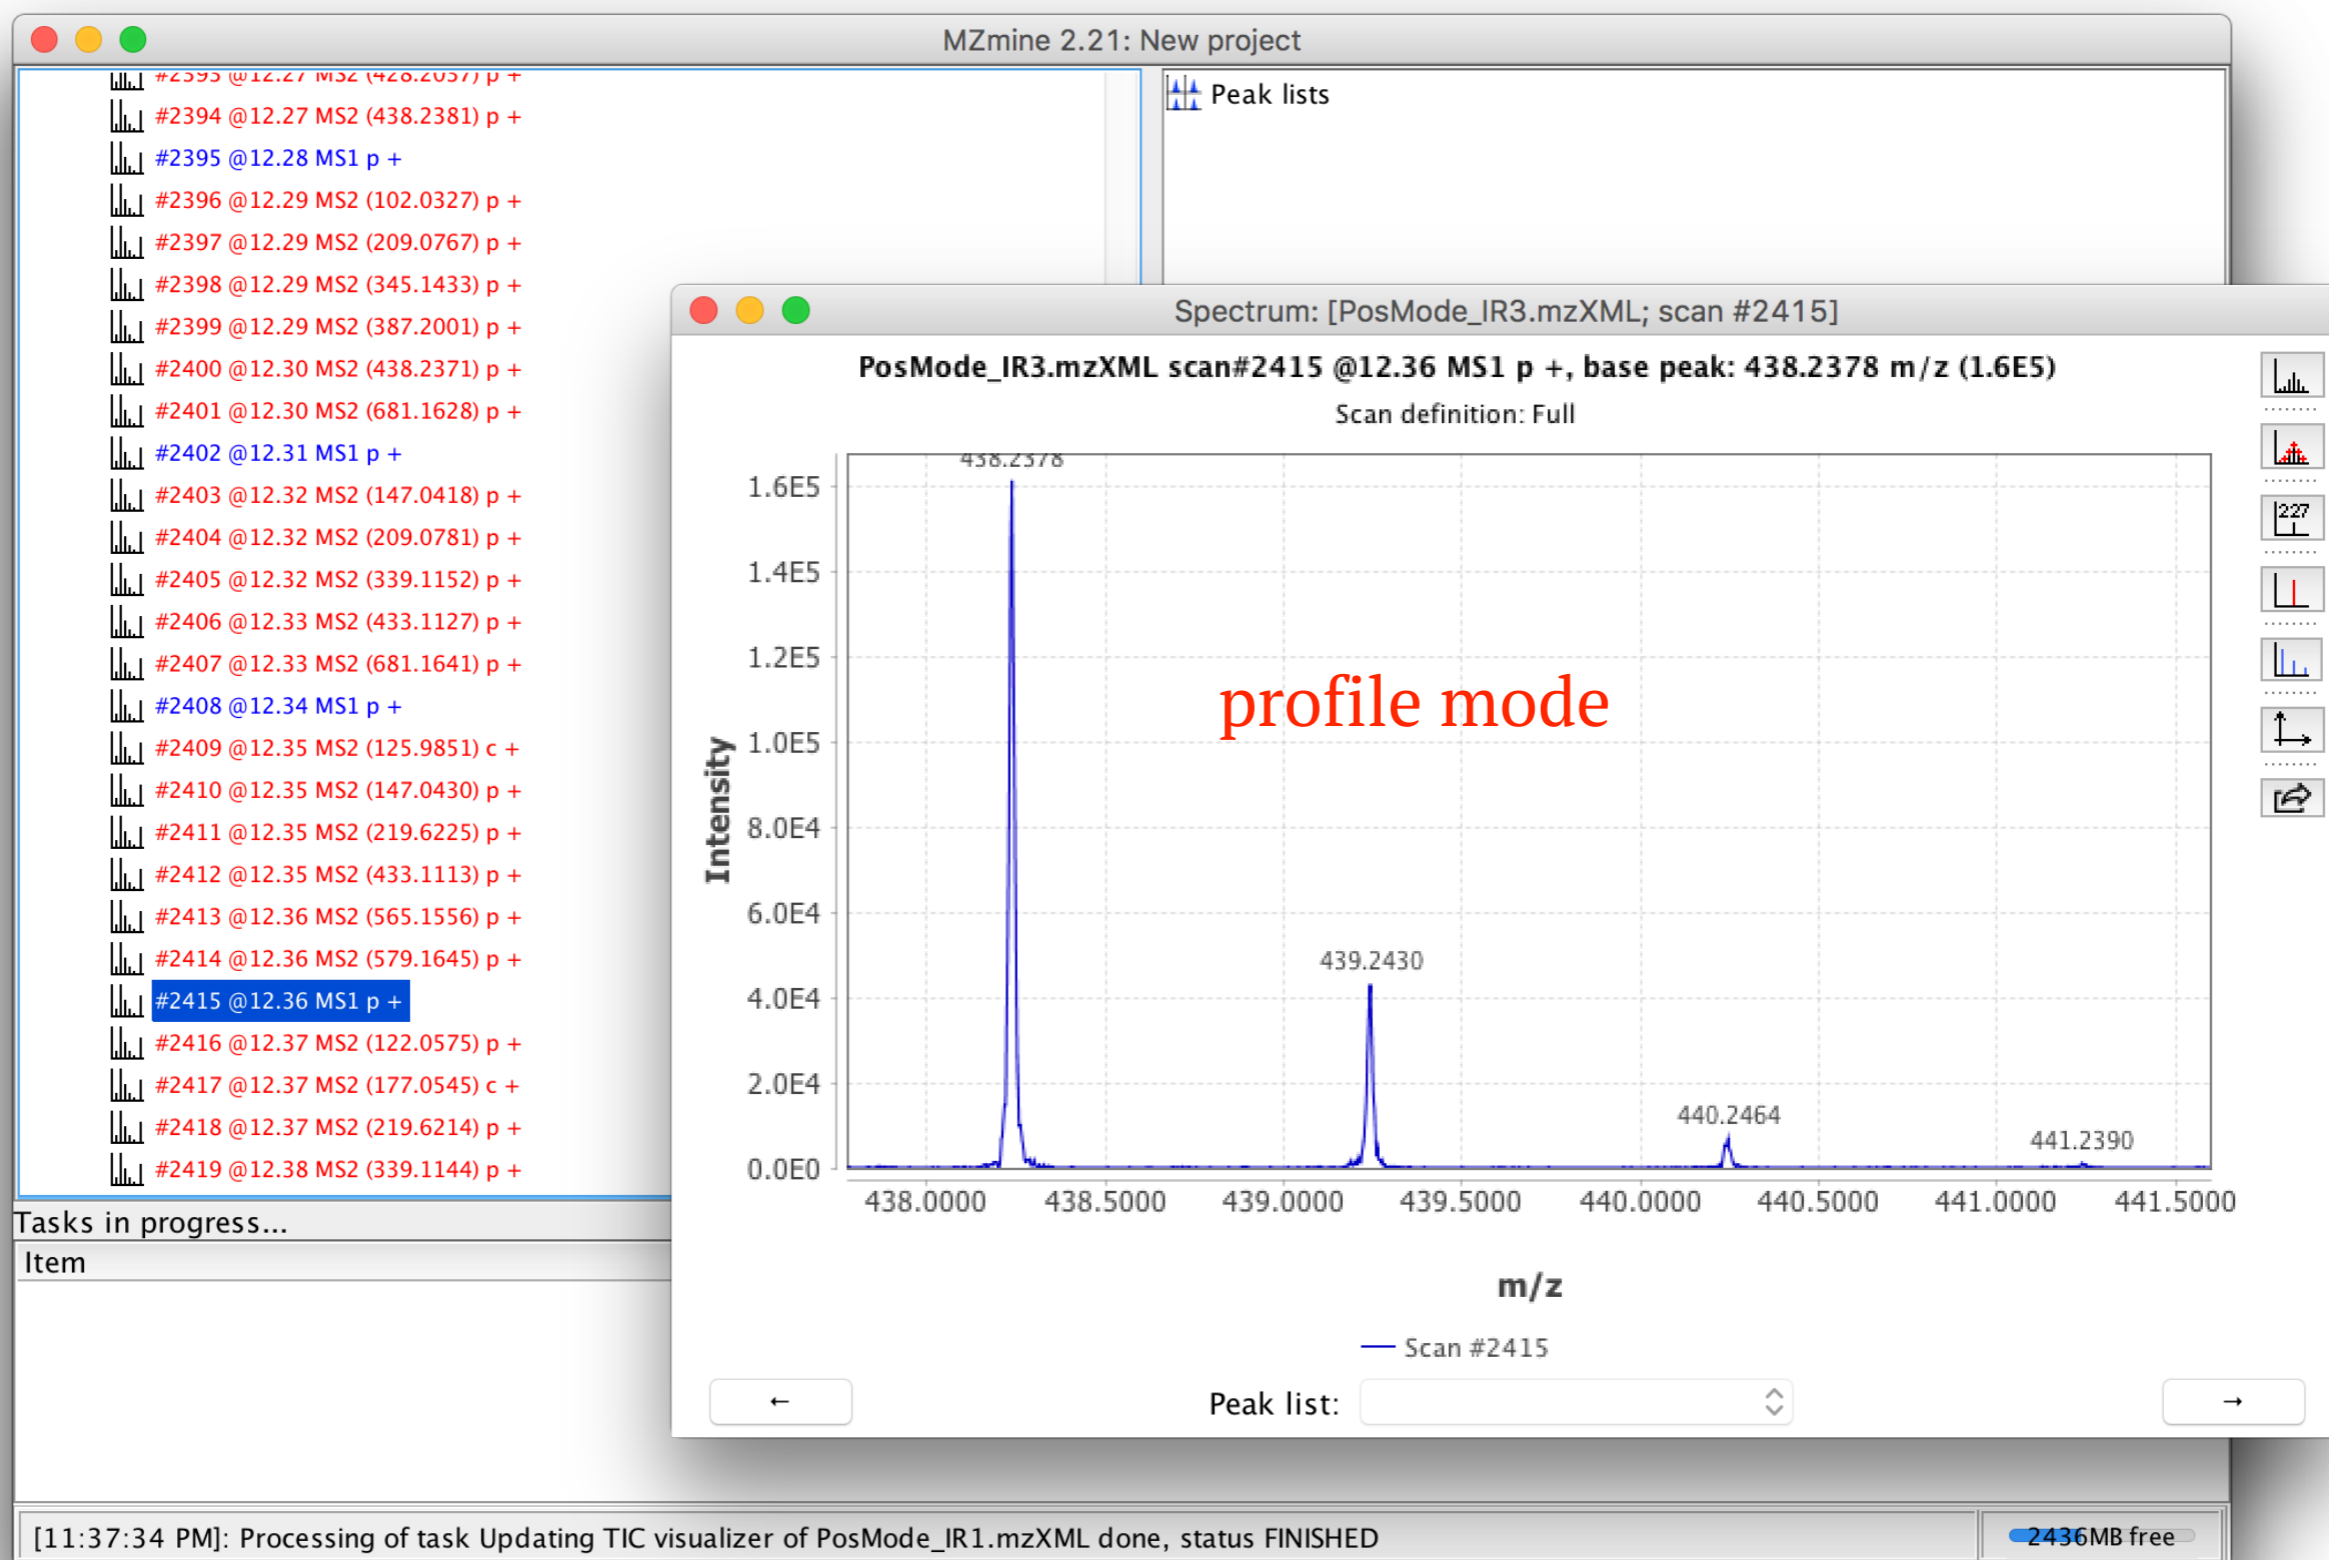 MZmine 2.21: New project
#2393 @12.27 MS2 (428.2037) p +
#2394 @12.27 MS2 (438.2381) p +
#2395 @12.28 MS1 p +
#2396 @12.29 MS2 (102.0327) p +
#2397 @12.29 MS2 (209.0767) p +
#2398 @12.29 MS2 (345.1433) p +
#2399 @12.29 MS2 (387.2001) p +
#2400 @12.30 MS2 (438.2371) p +
#2401 @12.30 MS2 (681.1628) p +
#2402 @12.31 MS1 p +
#2403 @12.32 MS2 (147.0418) p +
#2404 @12.32 MS2 (209.0781) p +
#2405 @12.32 MS2 (339.1152) p +
#2406 @12.33 MS2 (433.1127) p +
#2407 @12.33 MS2 (681.1641) p +
#2408 @12.34 MS1 p +
#2409 @12.35 MS2 (125.9851) c +
#2410 @12.35 MS2 (147.0430) p +
#2411 @12.35 MS2 (219.6225) p +
#2412 @12.35 MS2 (433.1113) p +
#2413 @12.36 MS2 (565.1556) p +
#2414 @12.36 MS2 (579.1645) p +
#2415 @12.36 MS1 p +
#2416 @12.37 MS2 (122.0575) p +
#2417 @12.37 MS2 (177.0545) c +
#2418 @12.37 MS2 (219.6214) p +
#2419 @12.38 MS2 (339.1144) p +
Peak lists
Spectrum: [PosMode_IR3.mzXML; scan #2415]
PosMode_IR3.mzXML scan#2415 @12.36 MS1 p +, base peak: 438.2378 m/z (1.6E5)
Scan definition: Full
438.2378
1.6E5
1.4E5
1.2E5
profile mode
1.0E5
Intensity
8.0E4
6.0E4
439.2430
4.0E4
2.0E4
440.2464
441.2390
0.0E0
438.0000 438.5000 439.0000 439.5000 440.0000 440.5000 441.0000 441.5000
m/z
Scan #2415
← Peak list: →
227
Tasks in progress...
Item
[11:37:34 PM]: Processing of task Updating TIC visualizer of PosMode_IR1.mzXML done, status FINISHED
2436MB free